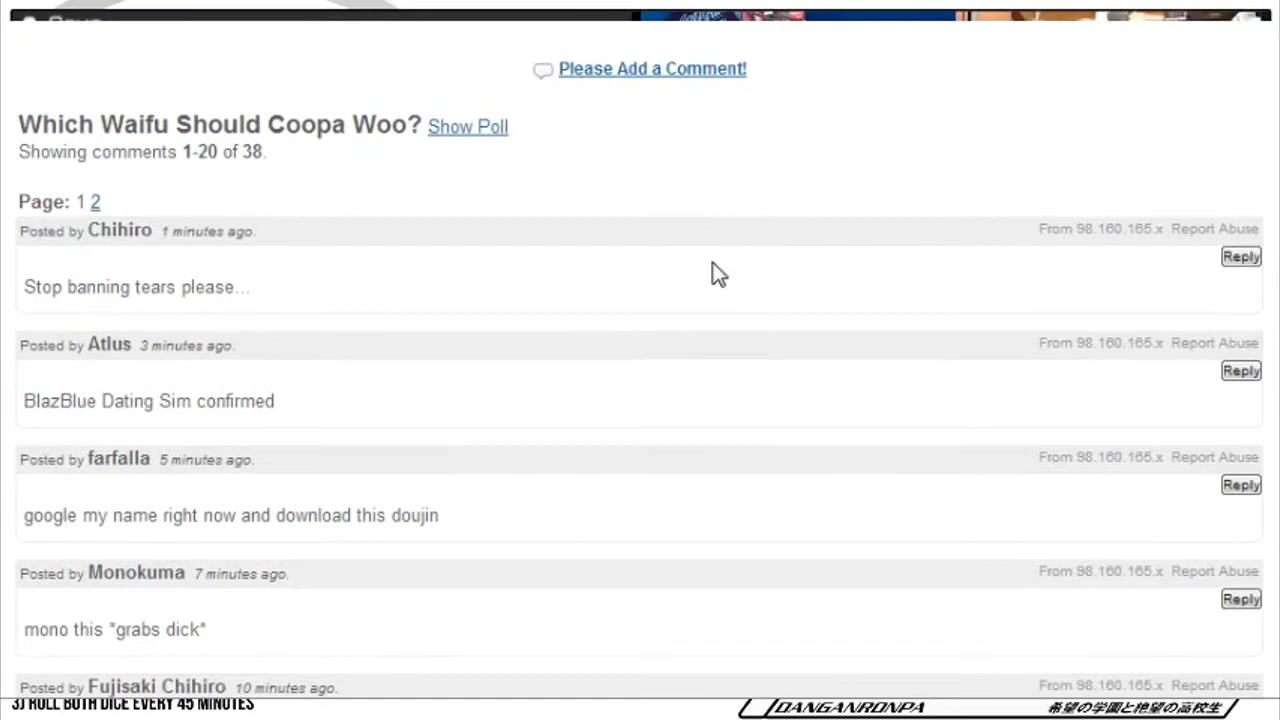 Please Add a Comment!
Which Waifu Should Coopa Woo? Show Poll
Showing comments 1-20 of 38.
Page: 1 2
Posted by Chihiro 1 minutes ago. From 98.160.165.x Report Abuse
Reply
Stop banning tears please...
Posted by Atlus 3 minutes ago. From 98.160.165.x Report Abuse
Reply
BlazBlue Dating Sim confirmed
Posted by farfalla 5 minutes ago. From 98.160.165.x Report Abuse
Reply
google my name right now and download this doujin
Posted by Monokuma 7 minutes ago. From 98.160.165.x Report Abuse
Reply
mono this *grabs dick*
Posted by Fujisaki Chihiro 10 minutes ago. From 98.160.165.x Report Abuse
3) ROLL BOTH DICE EVERY 45 MINUTES
DANGANRONPA 希望の学園と絶望の高校生